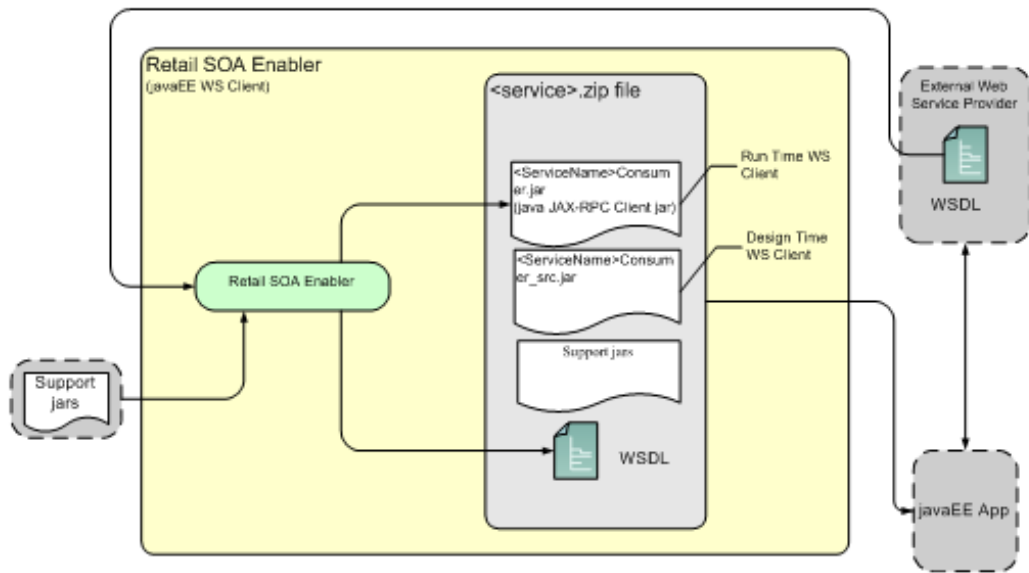 Retail SOA Enabler
(javaEE WS Client)
<service>.zip file
External Web
Service Provider
WSDL
<ServiceName>Consum
er.jar
(java JAX-RPC Client jar)
Run Time WS
Client
<ServiceName>Consum
er_src.jar
Design Time
WS Client
Retail SOA Enabler
Support jars
Support
jars
WSDL
javaEE App